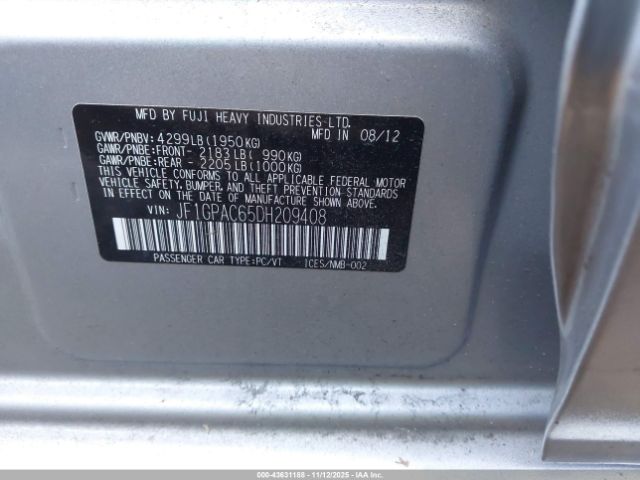 MFD BY FUJI HEAVY INDUSTRIES LTD.
MFD IN 08/12
GVWR/PNBV: 4299LB(1950KG)
GAWR/PNBE:FRONT- 2183LB( 990KG)
GAWR/PNBE:REAR - 2205LB(1000KG)
THIS VEHICLE CONFORMS TO ALL APPLICABLE FEDERAL MOTOR
VEHICLE SAFETY, BUMPER, AND THEFT PREVENTION STANDARDS
IN EFFECT ON THE DATE OF MANUFACTURE SHOWN ABOVE.
VIN: JF1GPAC65DH209408
PASSENGER CAR TYPE:PC/VT ICES/NMB-002
000-43631188 - 11/12/2025 - IAAI.COM